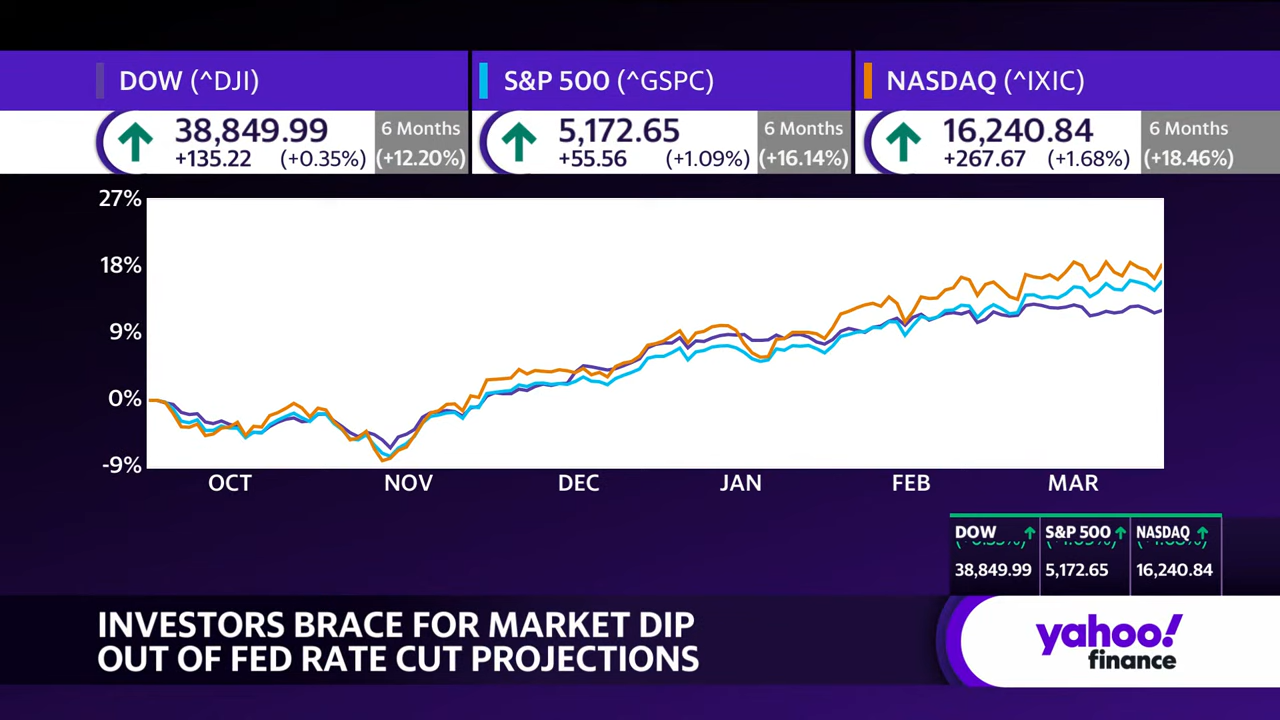 DOW (^DJI)
38,849.99
+135.22 (+0.35%)
6 Months
(+12.20%)
S&P 500 (^GSPC)
5,172.65
+55.56 (+1.09%)
6 Months
(+16.14%)
NASDAQ (^IXIC)
16,240.84
+267.67 (+1.68%)
6 Months
(+18.46%)
27%
18%
9%
0%
-9%
OCT NOV DEC JAN FEB MAR
DOW S&P 500 NASDAQ
38,849.99 5,172.65 16,240.84
INVESTORS BRACE FOR MARKET DIP
OUT OF FED RATE CUT PROJECTIONS
yahoo!
finance